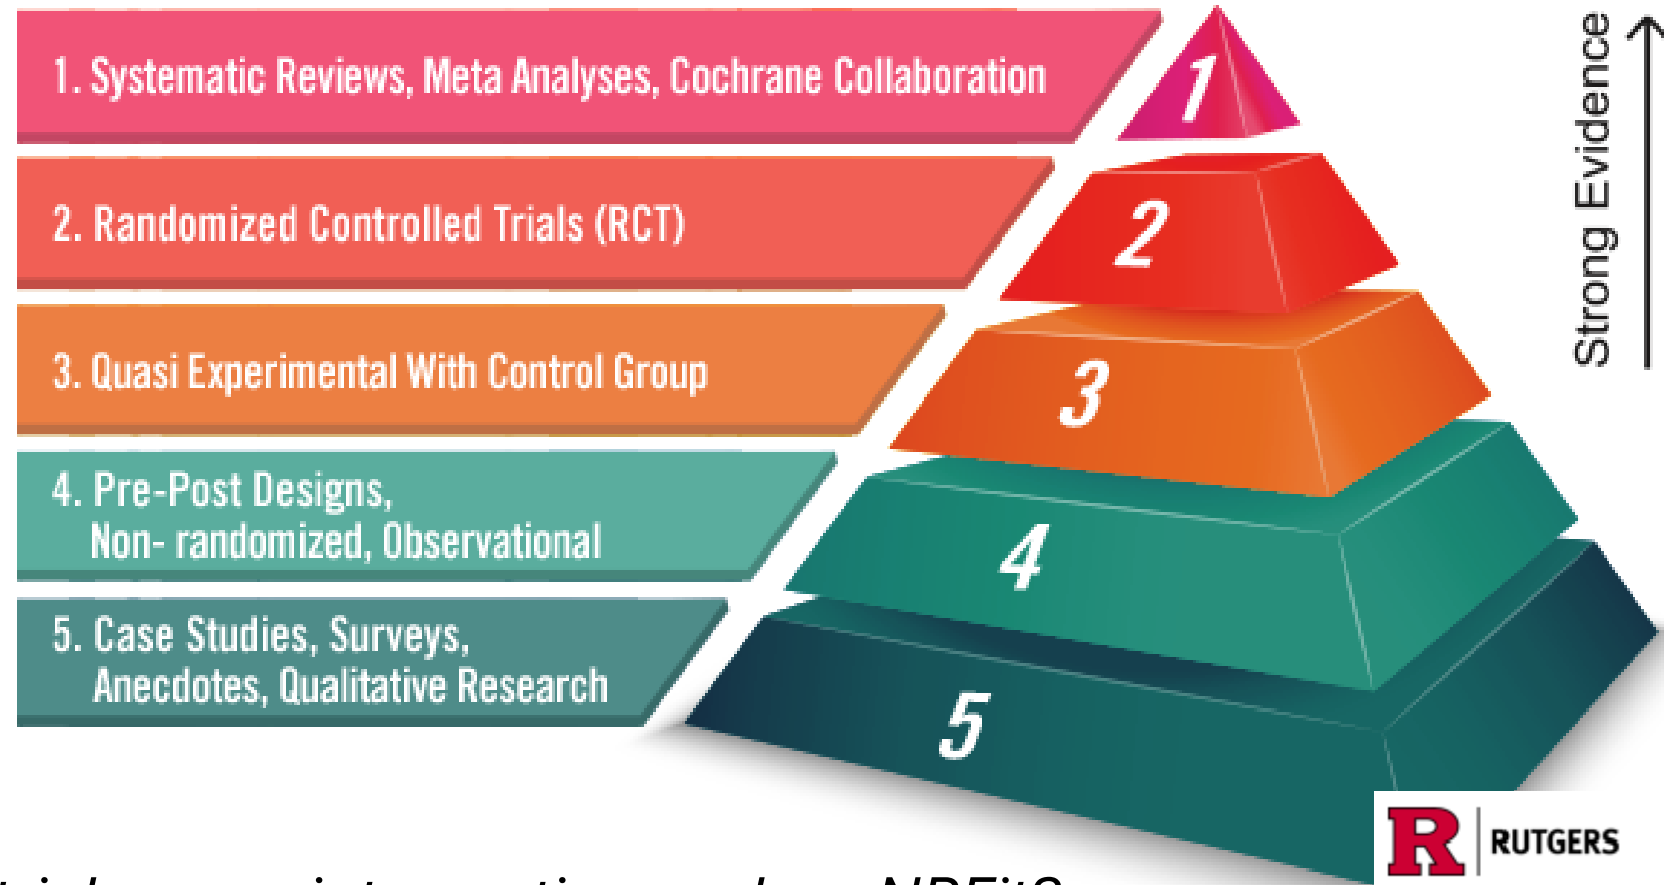 1. Systematic Reviews, Meta Analyses, Cochrane Collaboration
1
2. Randomized Controlled Trials (RCT)
2
3. Quasi Experimental With Control Group
3
4. Pre-Post Designs,
Non- randomized, Observational
4
5. Case Studies, Surveys,
Anecdotes, Qualitative Research
5
Strong Evidence
R RUTGERS